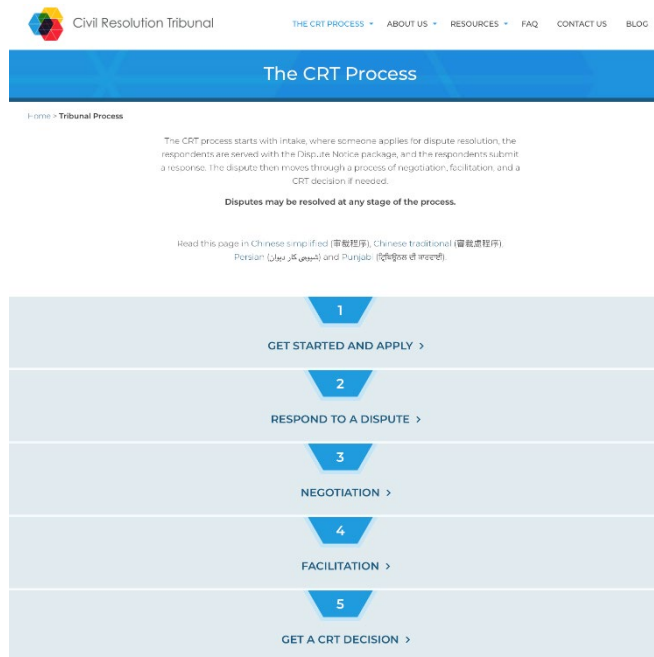 Civil Resolution Tribunal
THE CRT PROCESS ABOUT US RESOURCES FAQ CONTACT US BLOG
The CRT Process
Home > Tribunal Process
The CRT process starts with intake, where someone applies for dispute resolution, the
respondents are served with the Dispute Notice package, and the respondents submit
a response. The dispute then moves through a process of negotiation, facilitation, and a
CRT decision if needed.
Disputes may be resolved at any stage of the process.
Read this page in Chinese simplified (审裁程序), Chinese traditional (審裁處程序)
Persian and Punjabi
1
GET STARTED AND APPLY >
2
RESPOND TO A DISPUTE >
3
NEGOTIATION >
4
FACILITATION >
5
GET A CRT DECISION >